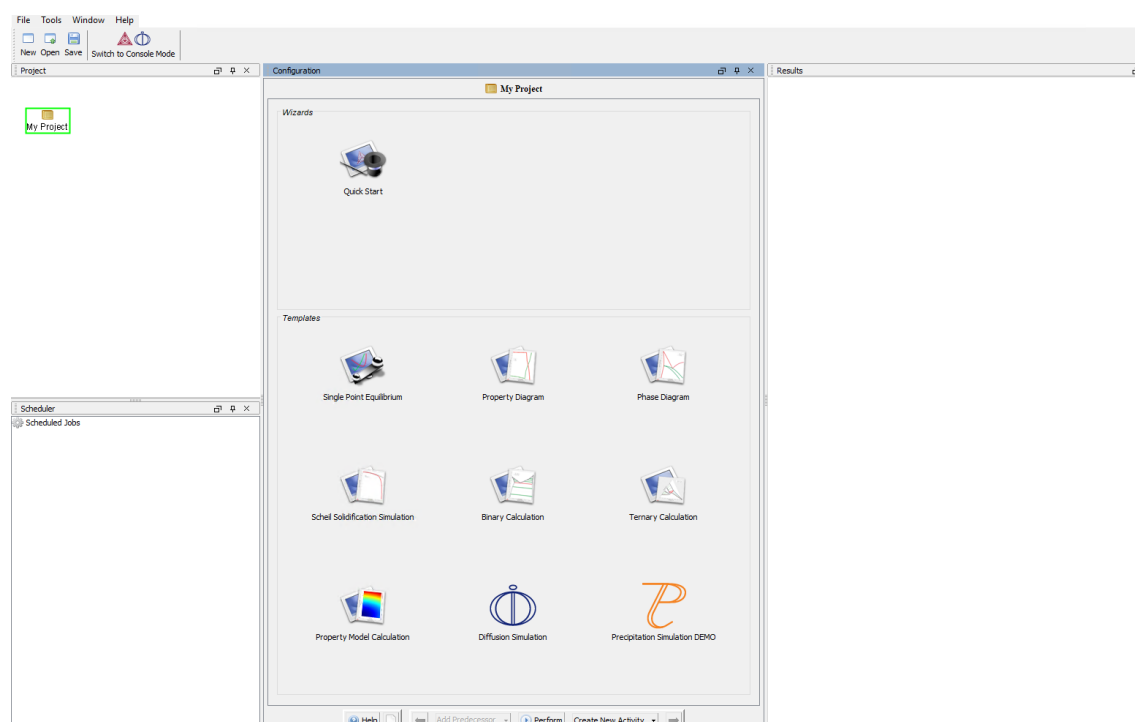 File Tools Window Help
New Open Save Switch to Console Mode
Project
My Project
Scheduler
Scheduled Jobs
Configuration
My Project
Wizards
Quick Start
Templates
Single Point Equilibrium Property Diagram Phase Diagram
Scheil Solidification Simulation Binary Calculation Ternary Calculation
Property Model Calculation Diffusion Simulation Precipitation Simulation DEMO
Help Add Predecessor Perform Create New Activity
Results